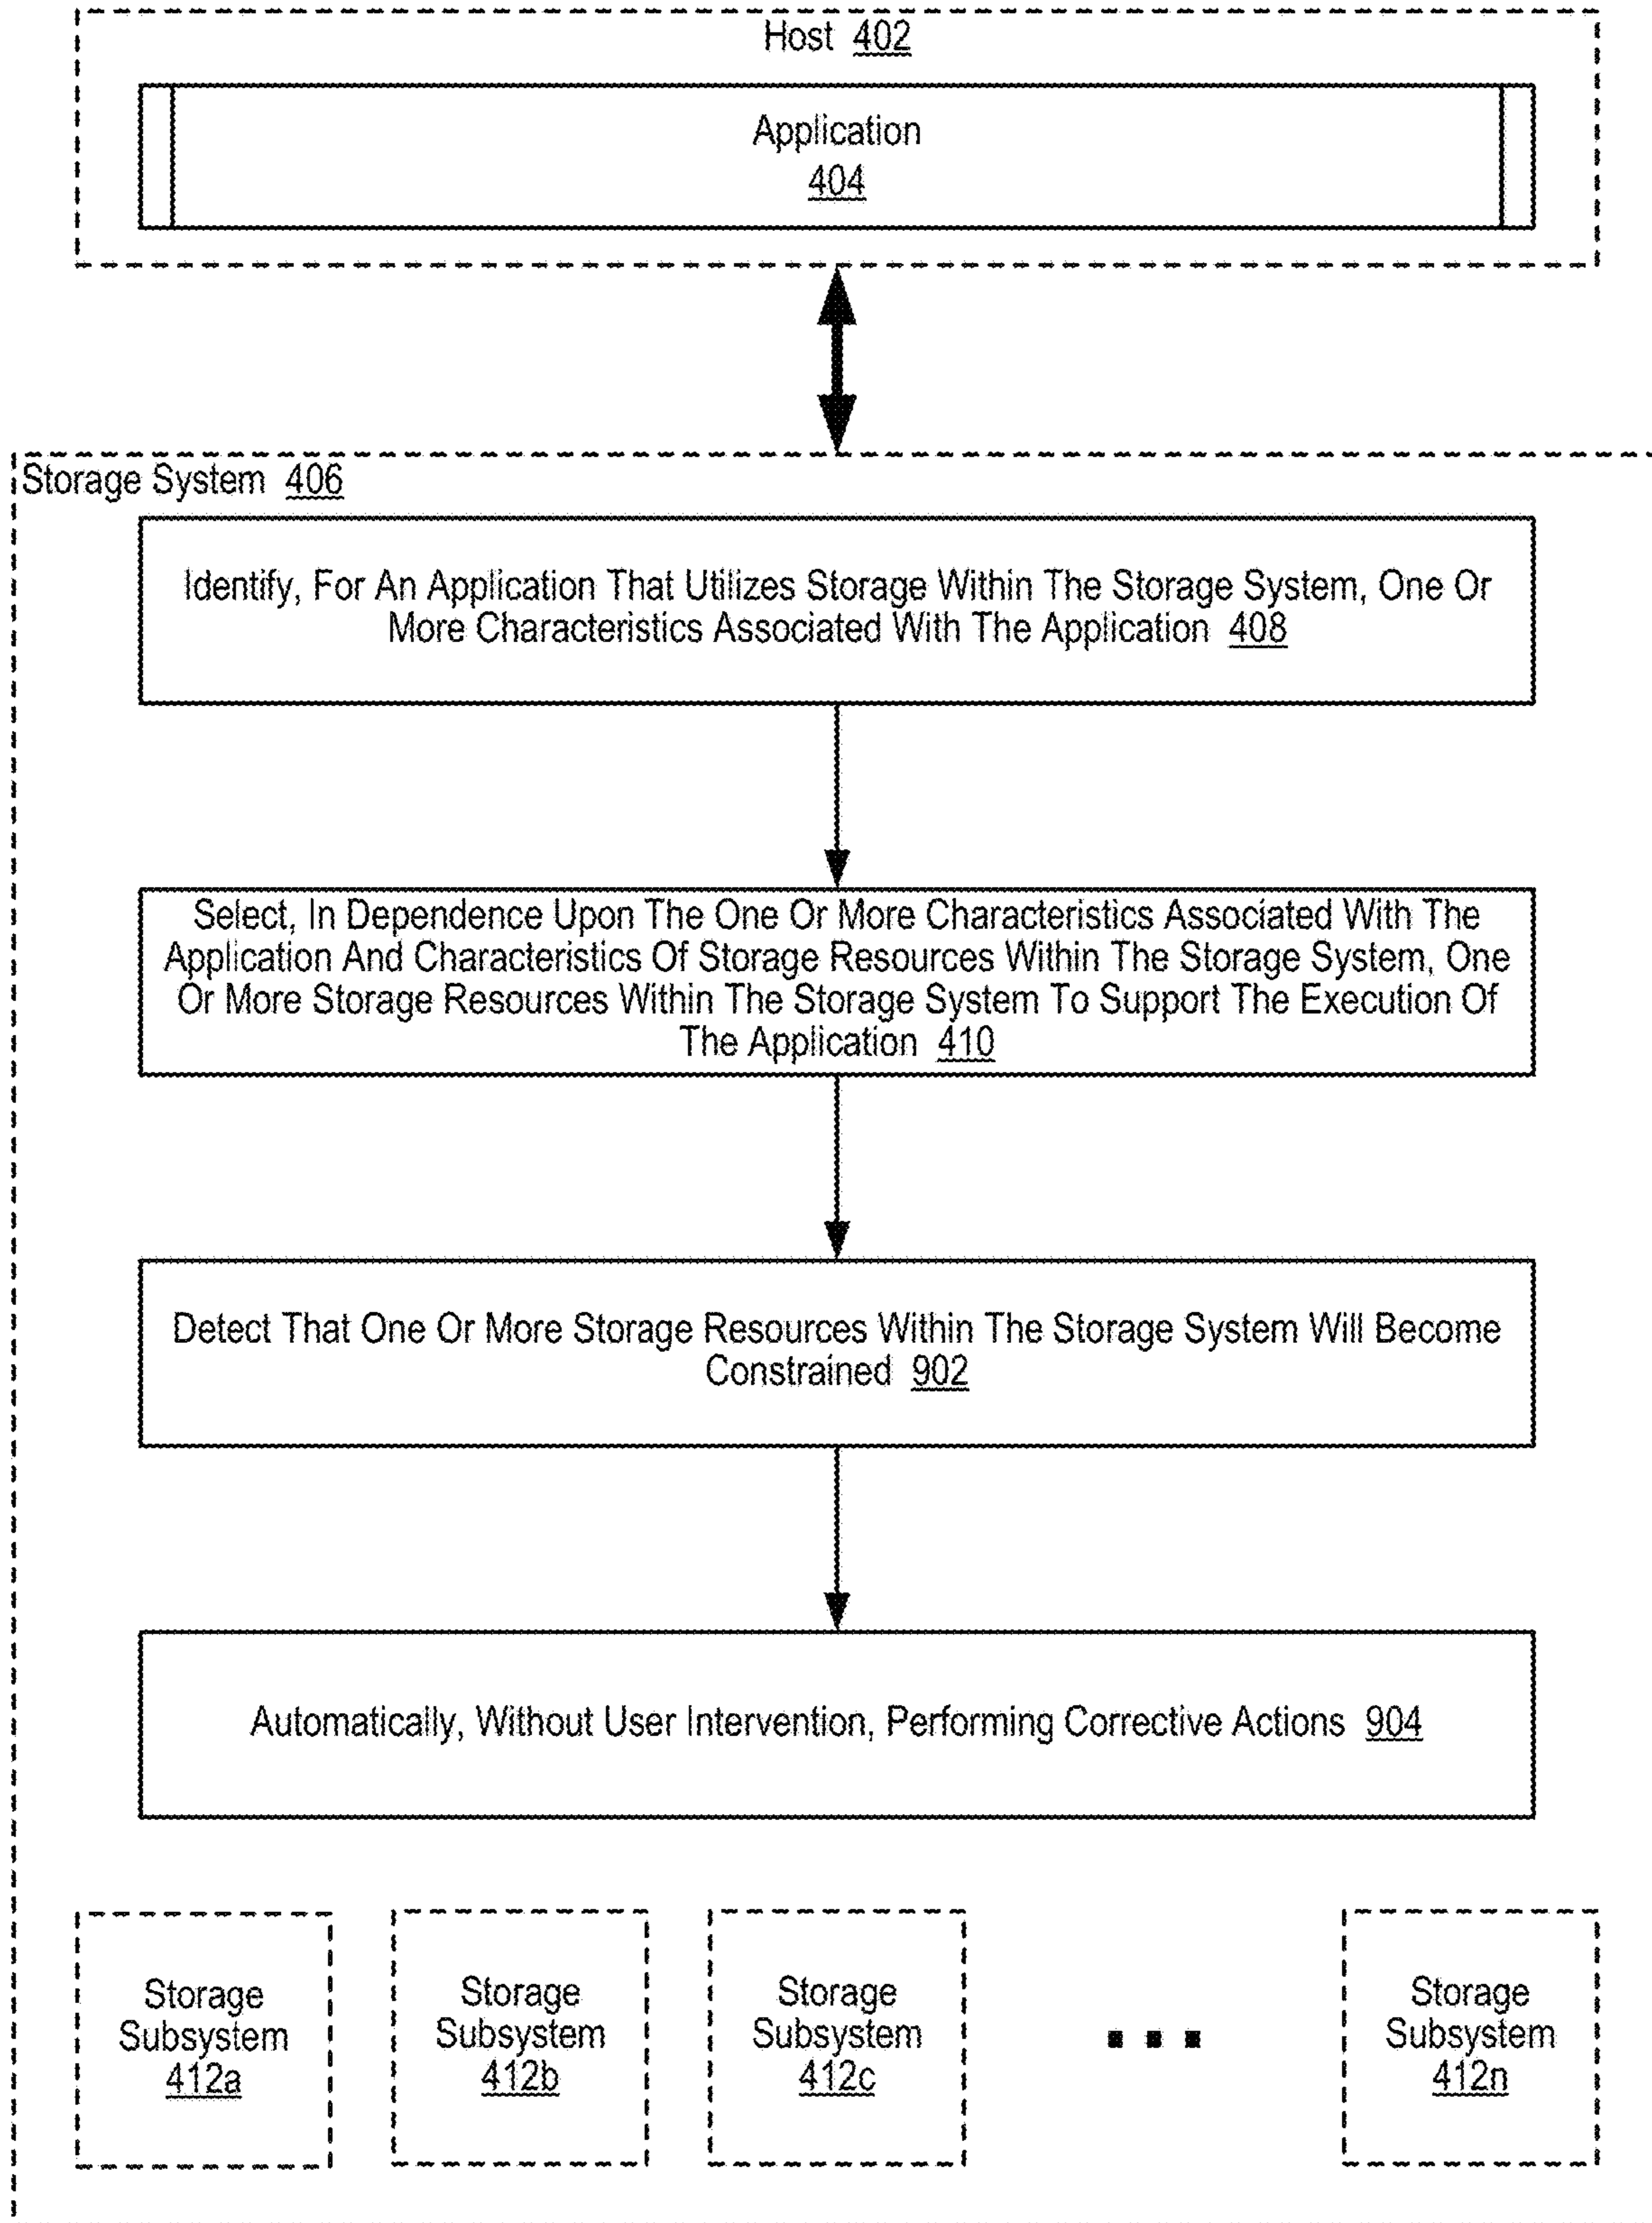 Host 402
Application
404
Storage System 406
Identify, For An Application That Utilizes Storage Within The Storage System, One Or
More Characteristics Associated With The Application 408
Select, In Dependence Upon The One Or More Characteristics Associated With The
Application And Characteristics Of Storage Resources Within The Storage System, One
Or More Storage Resources Within The Storage System To Support The Execution Of
The Application 410
Detect That One Or More Storage Resources Within The Storage System Will Become
Constrained 902
Automatically, Without User Intervention, Performing Corrective Actions 904
Storage
Subsystem
412a
Storage
Subsystem
412b
Storage
Subsystem
412c
Storage
Subsystem
412n